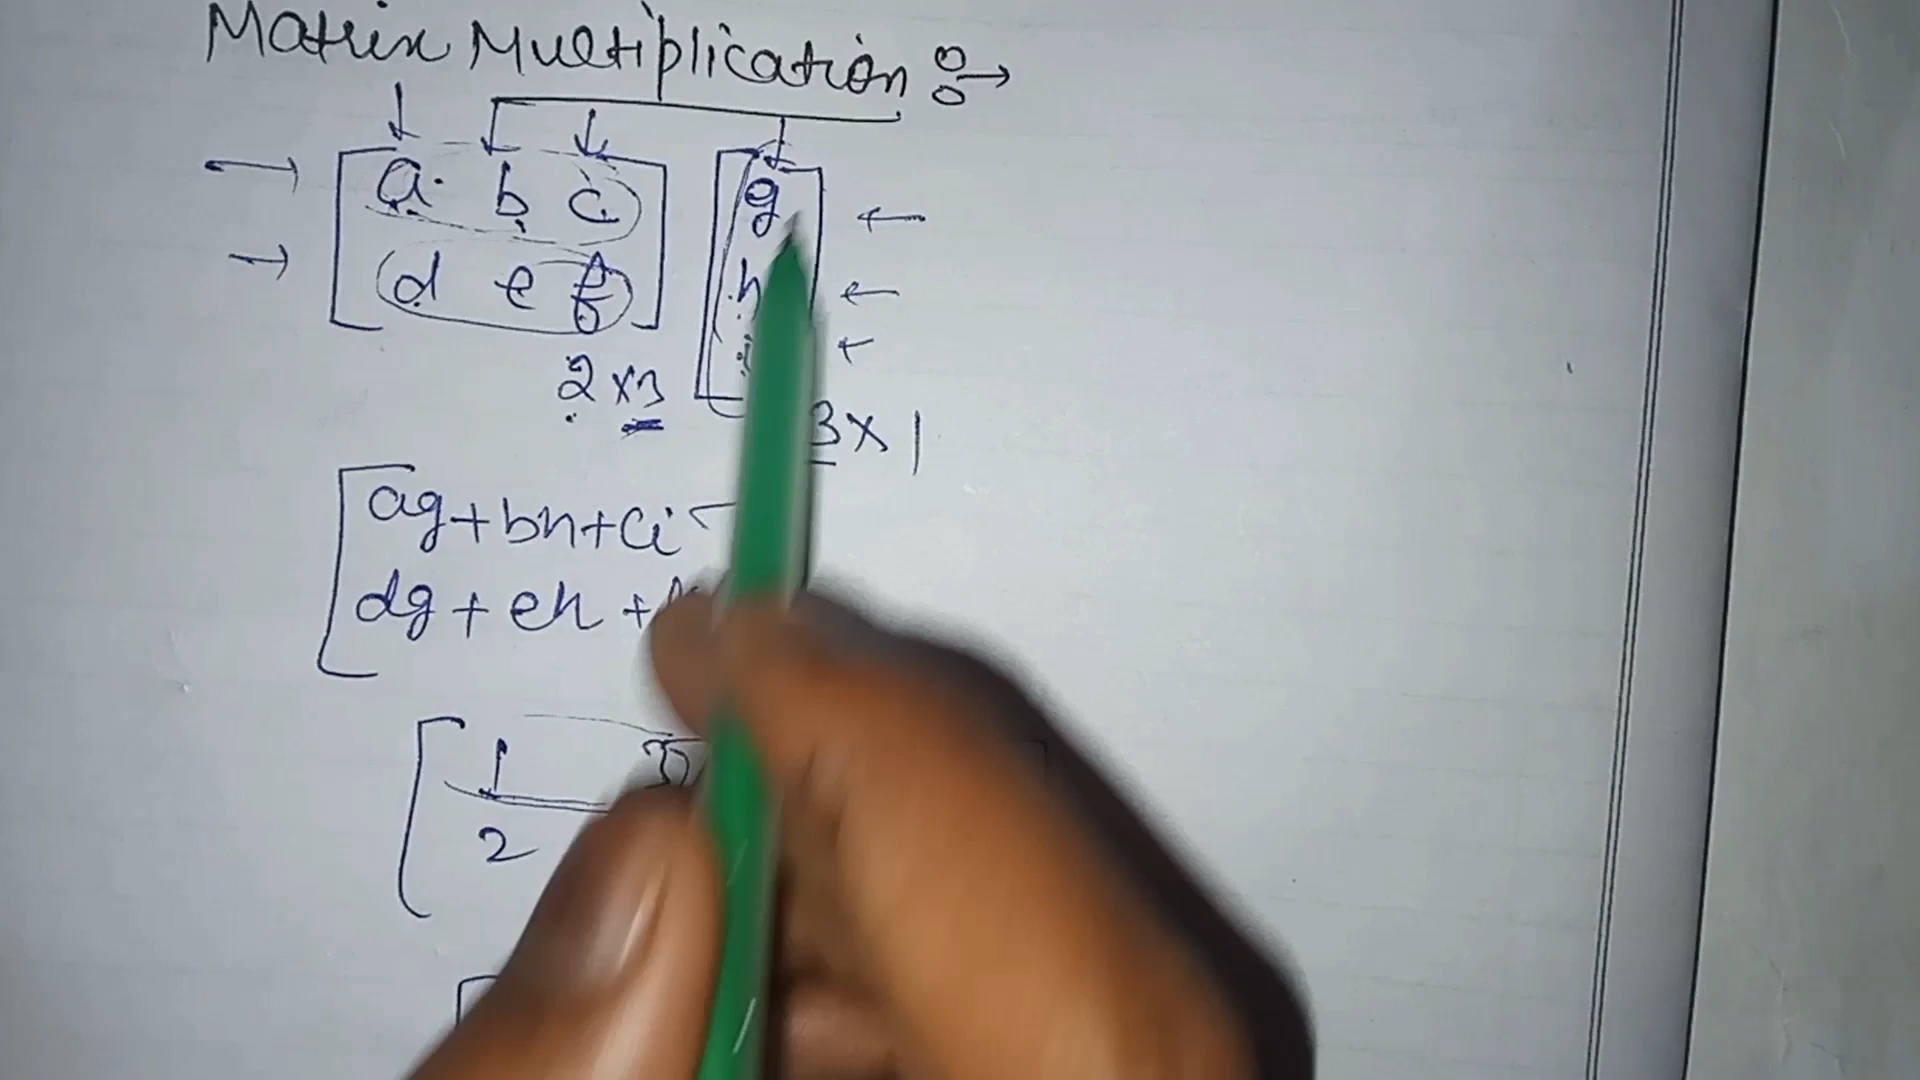 Matrix Multiplication
a b c g
d e f h
i
2 x 3
3 x 1
ag + bh + ci
dg + eh +
1
2